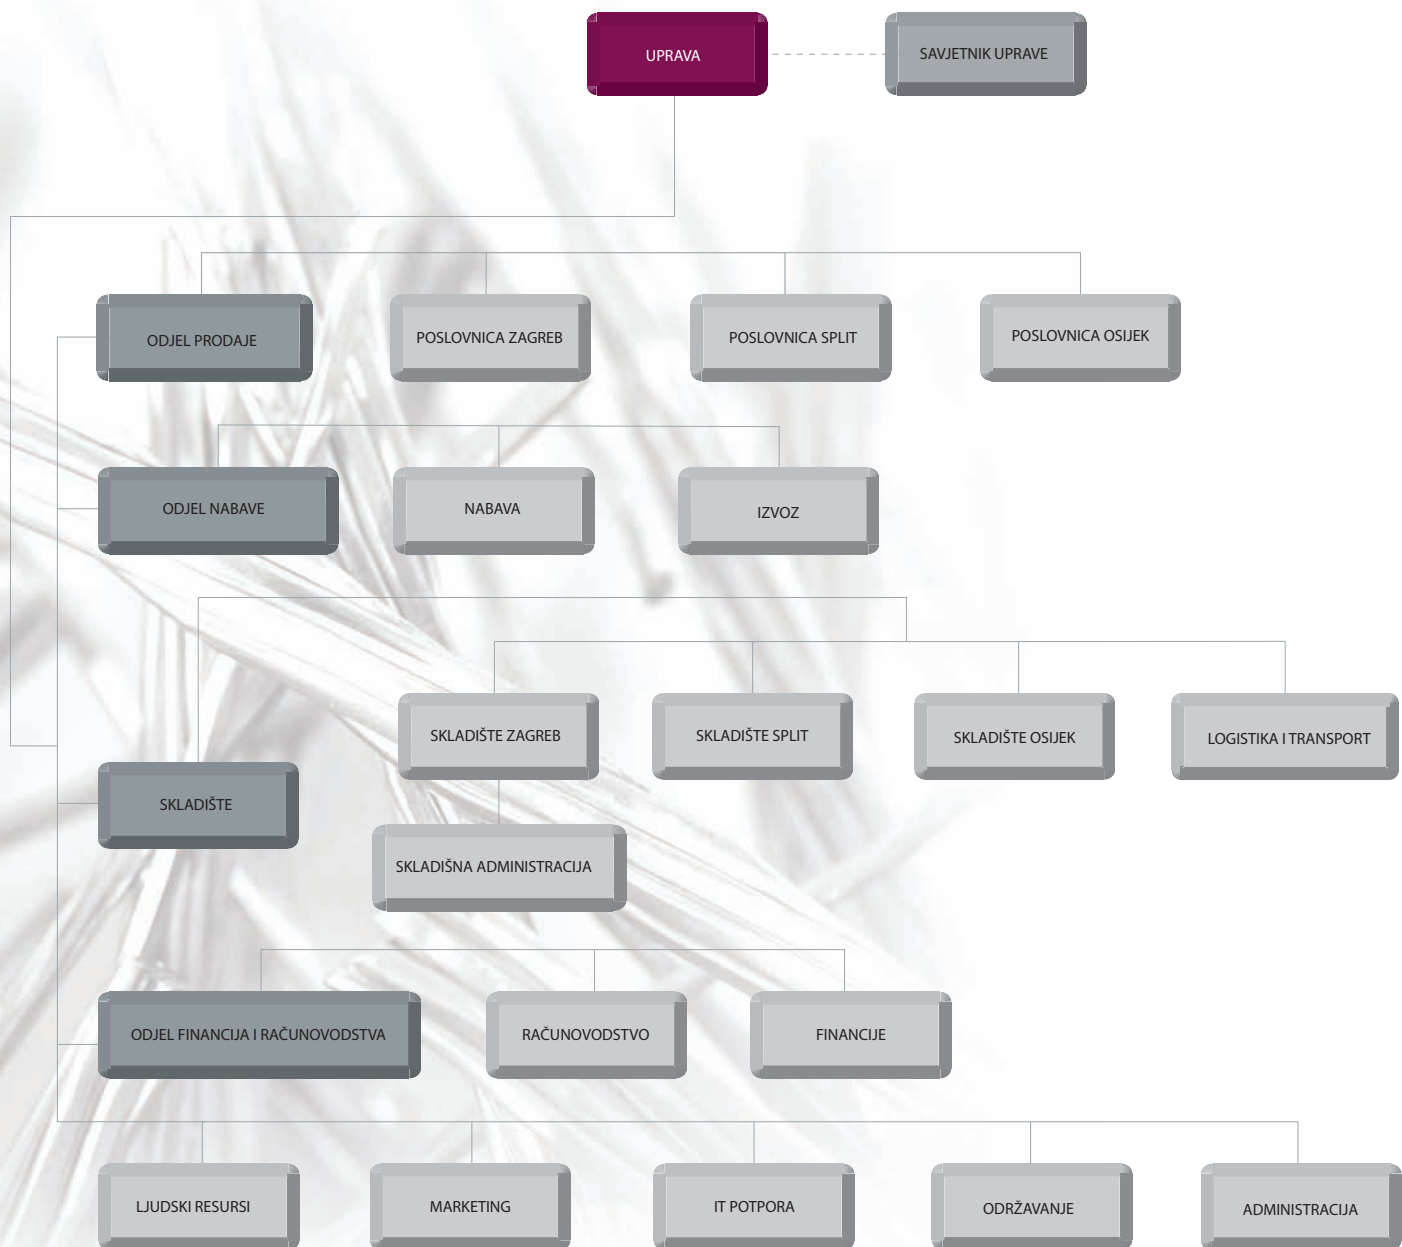 UPRAVA
SAVJETNIK UPRAVE
ODJEL PRODAJE
POSLOVNICA ZAGREB
POSLOVNICA SPLIT
POSLOVNICA OSIJEK
ODJEL NABAVE
NABAVA
IZVOZ
SKLADIŠTE ZAGREB
SKLADIŠTE SPLIT
SKLADIŠTE OSIJEK
LOGISTIKA I TRANSPORT
SKLADIŠTE
SKLADIŠNA ADMINISTRACIJA
ODJEL FINANCIJA I RAČUNOVODSTVA
RAČUNOVODSTVO
FINANCIJE
LJUDSKI RESURSI
MARKETING
IT POTPORA
ODRŽAVANJE
ADMINISTRACIJA